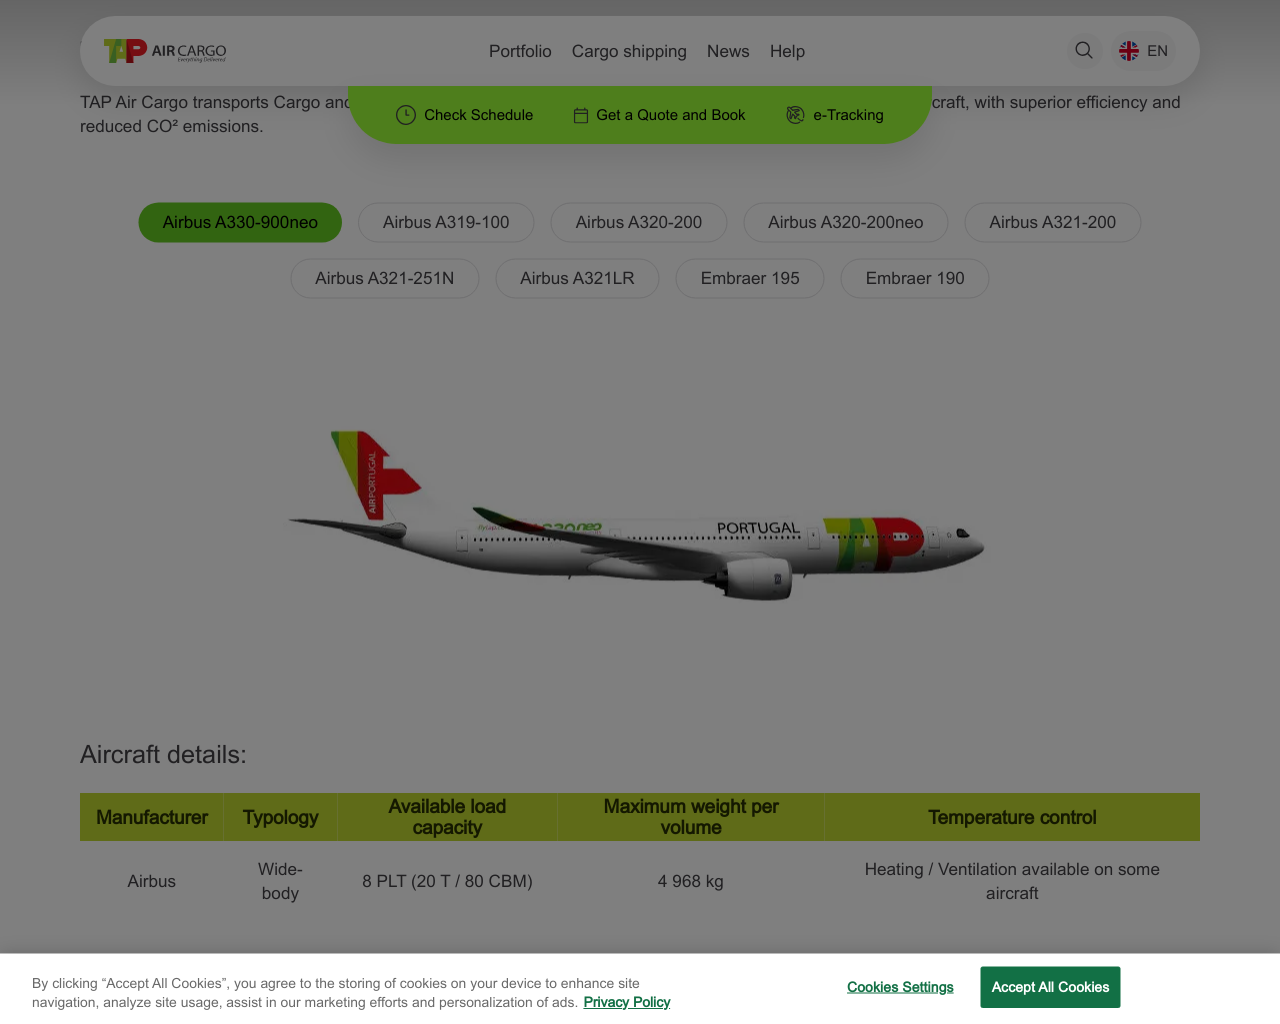 TAP AIR CARGO
Everything Delivered
Portfolio
Cargo shipping
News
Help
EN
TAP Air Cargo transports Cargo and
craft, with superior efficiency and
reduced CO² emissions.
Check Schedule
Get a Quote and Book
e-Tracking
Airbus A330-900neo
Airbus A319-100
Airbus A320-200
Airbus A320-200neo
Airbus A321-200
Airbus A321-251N
Airbus A321LR
Embraer 195
Embraer 190
AIRPORTUGAL
PORTUGAL
TAP
Aircraft details:
Manufacturer
Typology
Available load
capacity
Maximum weight per
volume
Temperature control
Airbus
Wide-
body
8 PLT (20 T / 80 CBM)
4 968 kg
Heating / Ventilation available on some
aircraft
By clicking “Accept All Cookies”, you agree to the storing of cookies on your device to enhance site
navigation, analyze site usage, assist in our marketing efforts and personalization of ads. Privacy Policy
Cookies Settings
Accept All Cookies